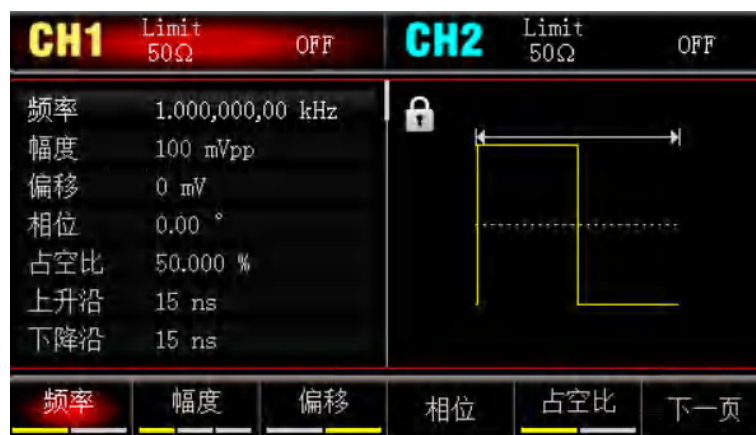 CH1 Limit 50Ω OFF CH2 Limit 50Ω OFF
频率 1.000,000,00 kHz
幅度 100 mVpp
偏移 0 mV
相位 0.00 °
占空比 50.000 %
上升沿 15 ns
下降沿 15 ns
频率 幅度 偏移 相位 占空比 下一页